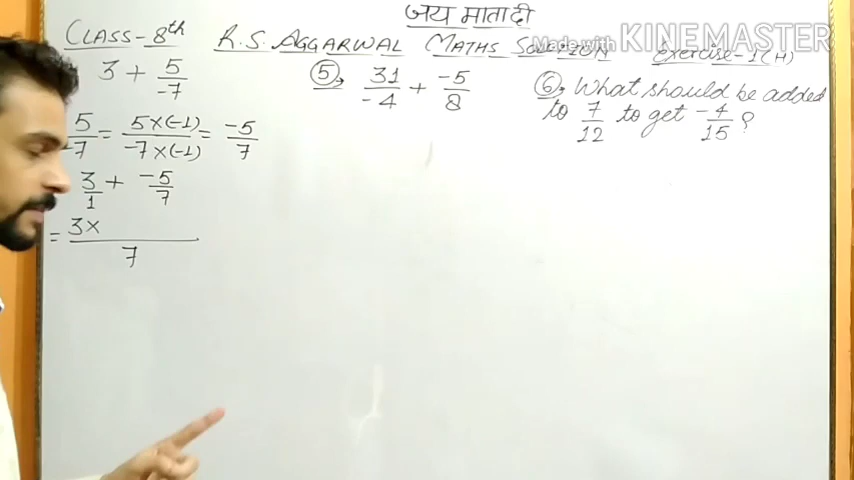 जय माता दी
Made with KINEMASTER
CLASS-8th R.S. AGGARWAL MATHS SOLUTION Exercise-1(H)
3 + 5/-7
5/-7 = 5×(-1)/-7×(-1) = -5/7
3/1 + -5/7
= 3×/7
⑤, 31/-4 + -5/8
⑥, What should be added
to 7/12 to get -4/15 ?